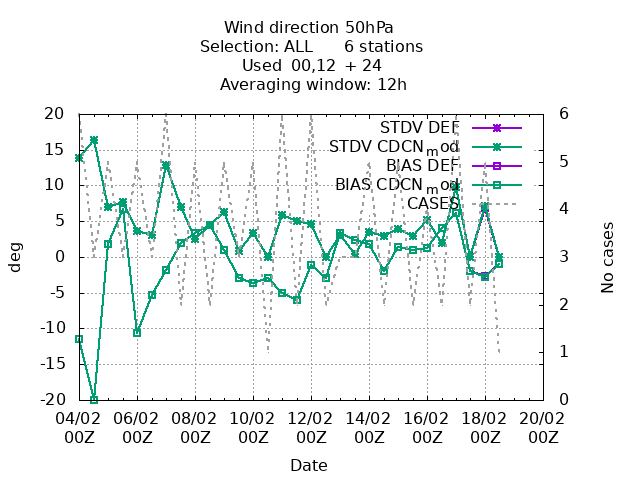 Wind direction 50hPa
Selection: ALL 6 stations
Used 00,12 + 24
Averaging window: 12h
20 6
STDV DEF
STDV CDCNmod
15 5
BIAS DEF
BIAS CDCNmod
10
CASES
4
5
deg 0 3 No cases
-5
2
-10
-15 1
-20 0
04/02 06/02 08/02 10/02 12/02 14/02 16/02 18/02 20/02
00Z 00Z 00Z 00Z 00Z 00Z 00Z 00Z 00Z
Date